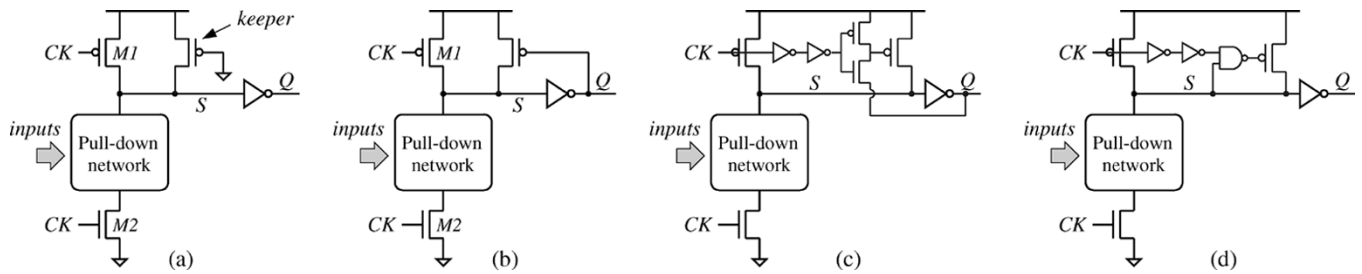 keeper
CK M1 Q
S
inputs
Pull-down
network
CK M2
(a)
CK M1 Q
S
inputs
Pull-down
network
CK M2
(b)
CK
S Q
inputs
Pull-down
network
CK
(c)
CK
S Q
inputs
Pull-down
network
CK
(d)